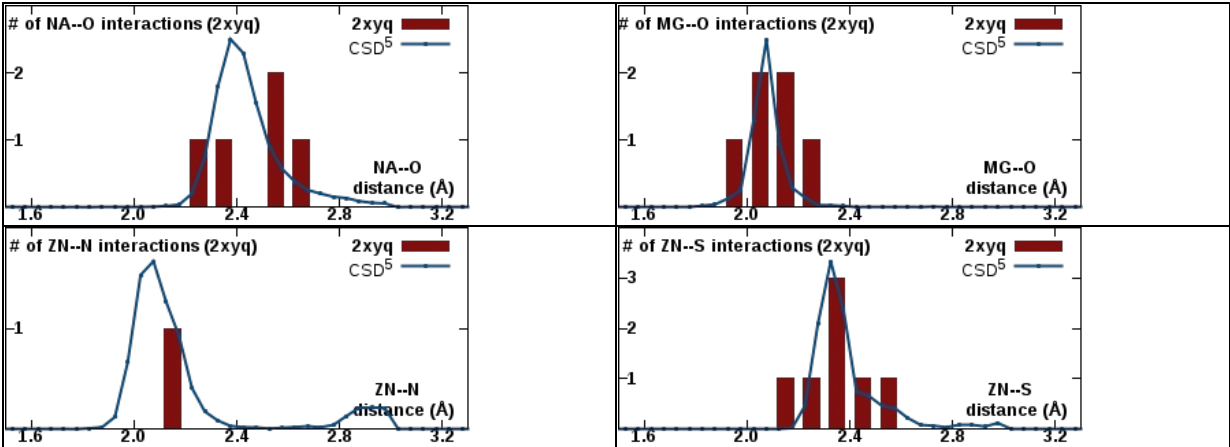 # of NA--O interactions (2xyq)
2xyq
CSD5
2
1
NA--O
distance (Å)
1.6 2.0 2.4 2.8 3.2
# of MG--O interactions (2xyq)
2xyq
CSD5
2
1
MG--O
distance (Å)
1.6 2.0 2.4 2.8 3.2
# of ZN--N interactions (2xyq)
2xyq
CSD5
1
ZN--N
distance (Å)
1.6 2.0 2.4 2.8 3.2
# of ZN--S interactions (2xyq)
2xyq
CSD5
3
2
1
ZN--S
distance (Å)
1.6 2.0 2.4 2.8 3.2